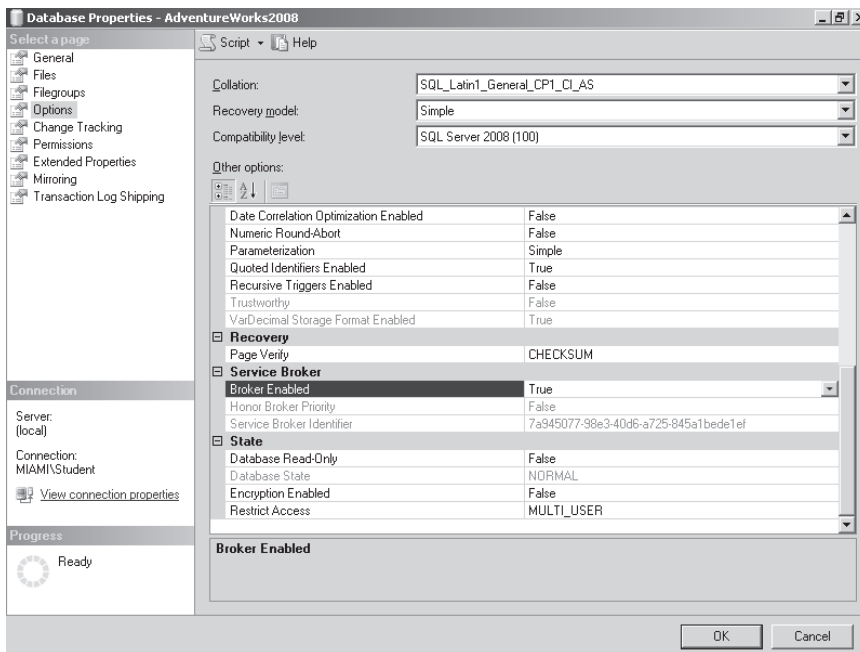 Database Properties - AdventureWorks2008
Select a page
General
Files
Filegroups
Options
Change Tracking
Permissions
Extended Properties
Mirroring
Transaction Log Shipping
Connection
Server:
(local)
Connection:
MIAMI\Student
View connection properties
Progress
Ready
Script Help
Collation: SQL_Latin1_General_CP1_CI_AS
Recovery model: Simple
Compatibility level: SQL Server 2008 (100)
Other options:
Date Correlation Optimization Enabled False
Numeric Round-Abort False
Parameterization Simple
Quoted Identifiers Enabled True
Recursive Triggers Enabled False
Trustworthy False
VarDecimal Storage Format Enabled True
Recovery
Page Verify CHECKSUM
Service Broker
Broker Enabled True
Honor Broker Priority False
Service Broker Identifier 7a945077-98e3-40d6-a725-845a1bede1ef
State
Database Read-Only False
Database State NORMAL
Encryption Enabled False
Restrict Access MULTI_USER
Broker Enabled
OK Cancel